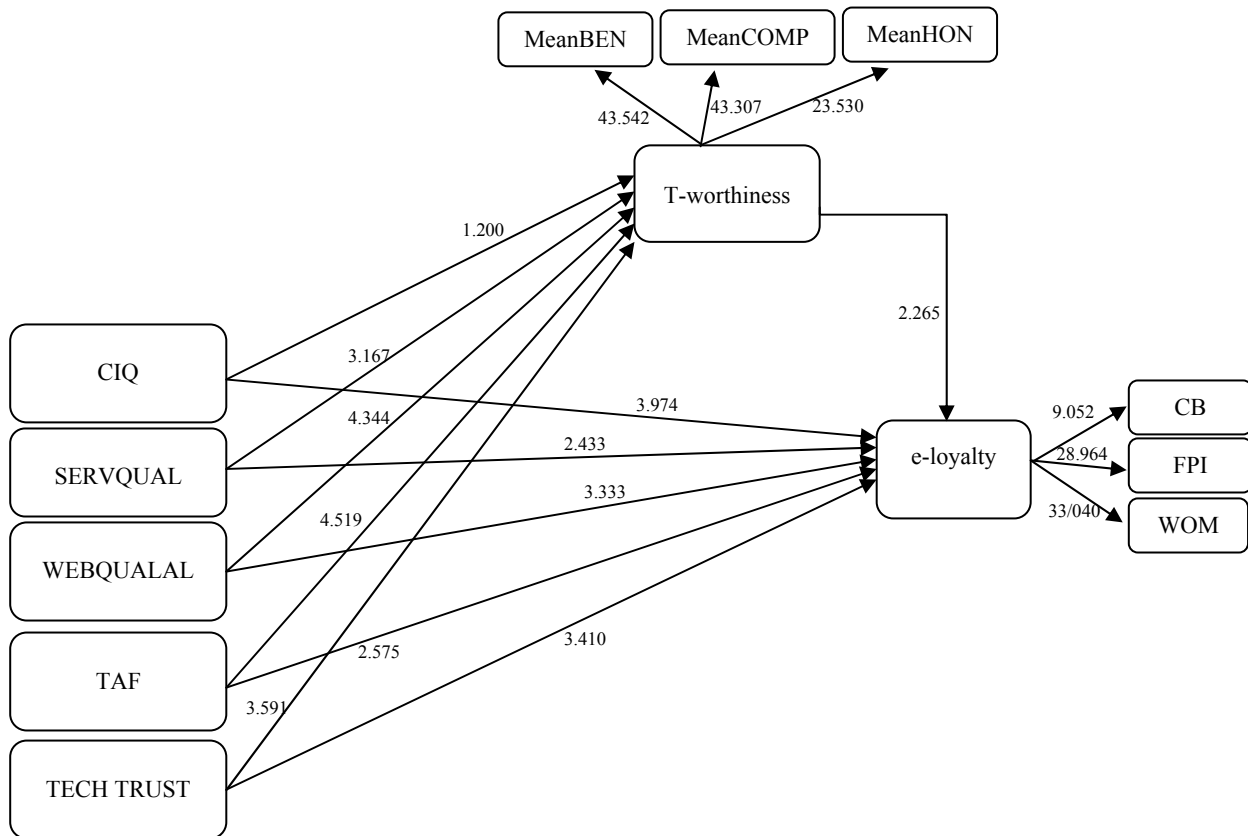 MeanBEN
MeanCOMP
MeanHON
43.542
43.307
23.530
T-worthiness
1.200
2.265
CIQ
3.167
3.974
9.052
CB
4.344
2.433
e-loyalty
28.964
FPI
SERVQUAL
3.333
33/040
WOM
4.519
WEBQUALAL
3.410
2.575
TAF
3.591
TECH TRUST